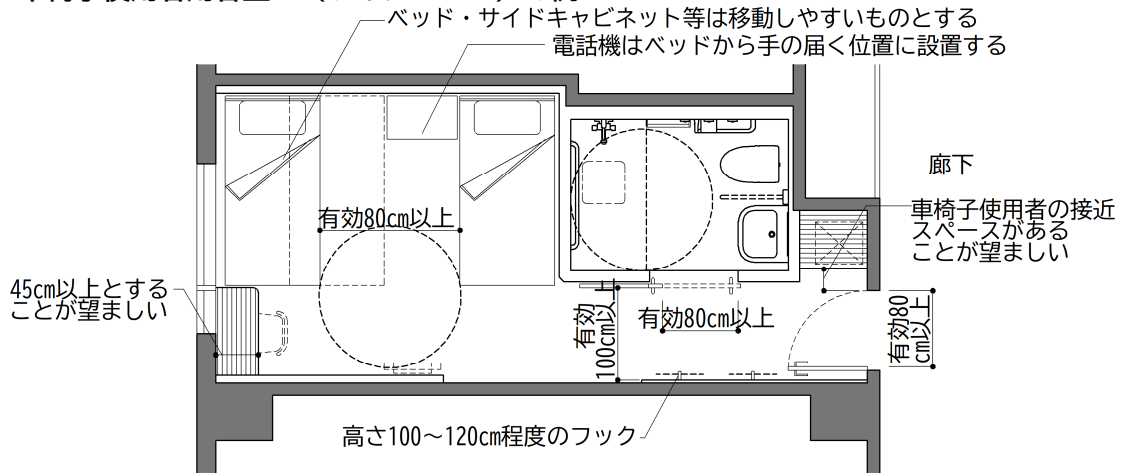 ベッド・サイドキャビネット等は移動しやすいものとする
電話機はベッドから手の届く位置に設置する
廊下
車椅子使用者の接近
スペースがある
ことが望ましい
有効80cm以上
45cm以上とする
ことが望ましい
有効
100cm以上
有効80cm以上
有効80
cm以上
高さ100～120cm程度のフック